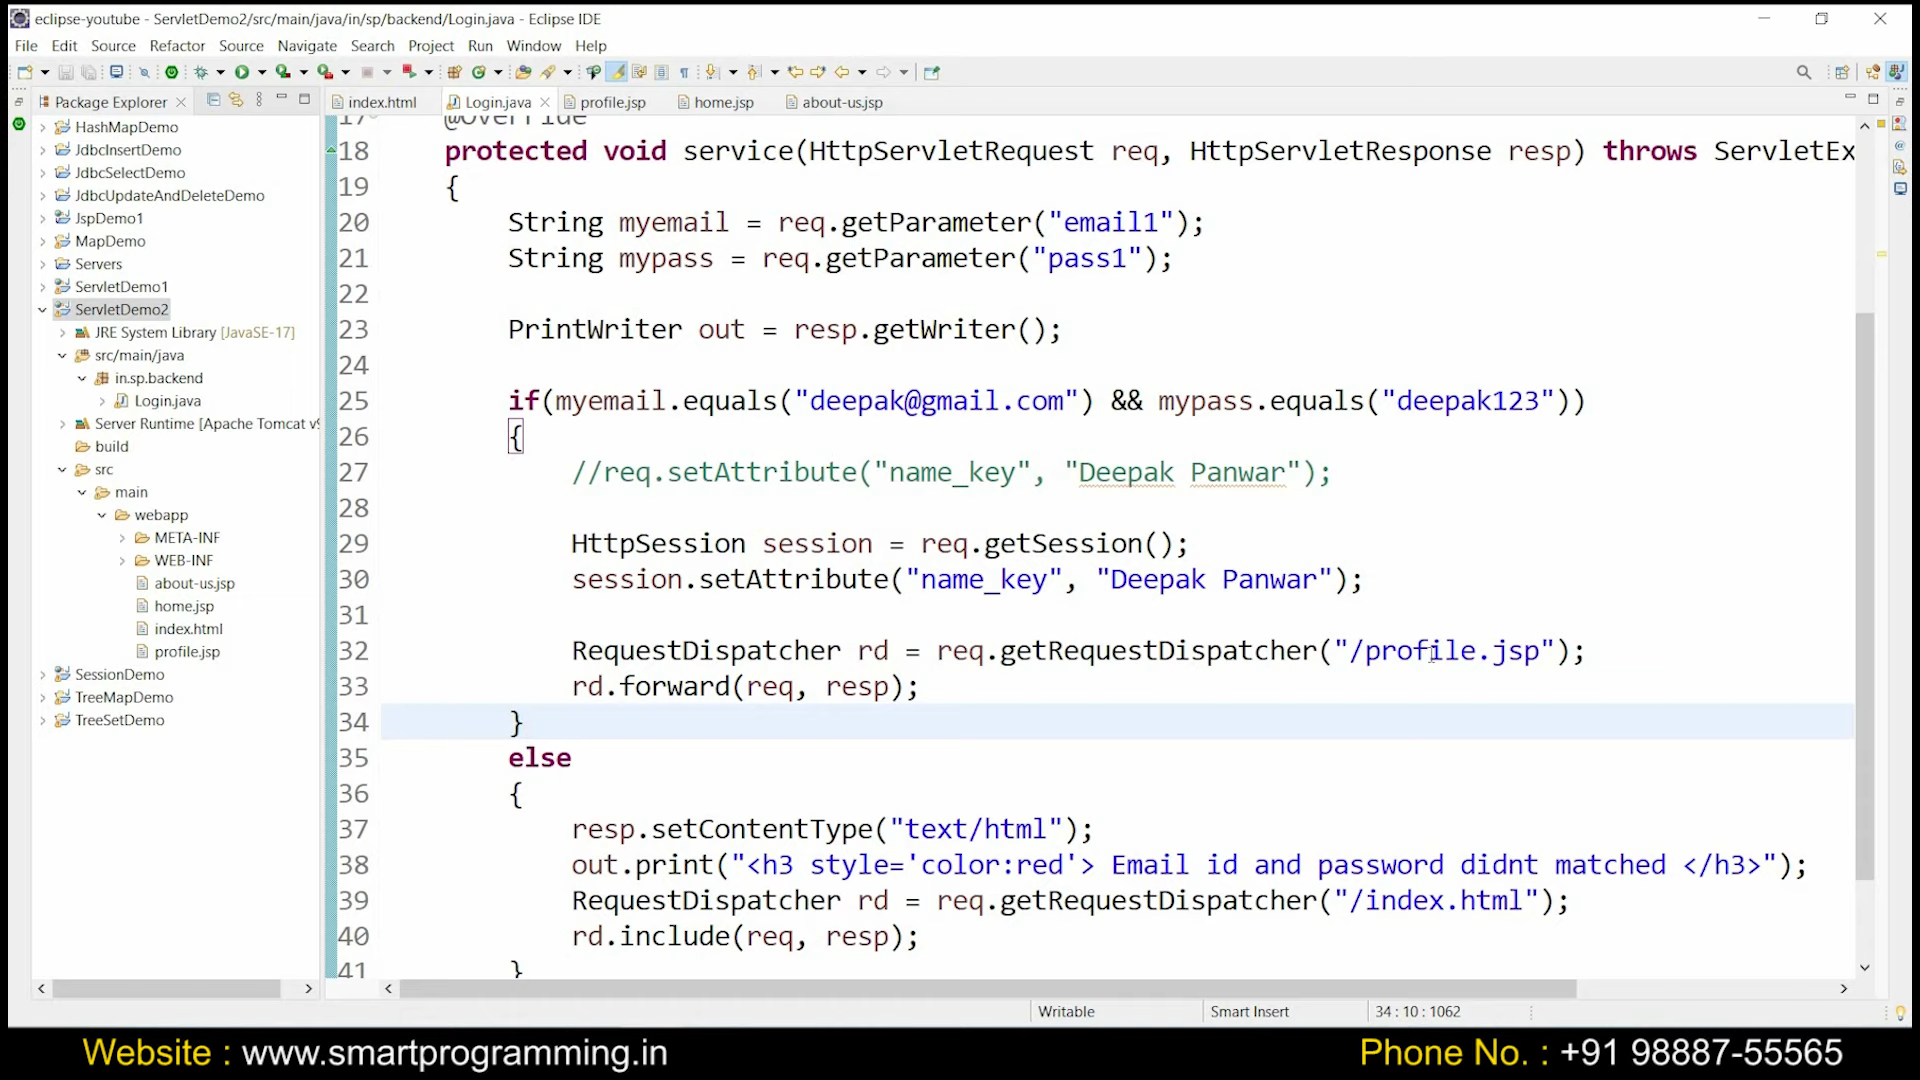 eclipse-youtube - ServletDemo2/src/main/java/in/sp/backend/Login.java - Eclipse IDE
File Edit Source Refactor Source Navigate Search Project Run Window Help
Package Explorer
index.html Login.java profile.jsp home.jsp about-us.jsp
HashMapDemo
JdbcInsertDemo
JdbcSelectDemo
JdbcUpdateAndDeleteDemo
JspDemo1
MapDemo
Servers
ServletDemo1
ServletDemo2
JRE System Library [JavaSE-17]
src/main/java
in.sp.backend
Login.java
Server Runtime [Apache Tomcat v9
build
src
main
webapp
META-INF
WEB-INF
about-us.jsp
home.jsp
index.html
profile.jsp
SessionDemo
TreeMapDemo
TreeSetDemo
17 @Override
18 protected void service(HttpServletRequest req, HttpServletResponse resp) throws ServletEx
19 {
20 String myemail = req.getParameter("email1");
21 String mypass = req.getParameter("pass1");
22
23 PrintWriter out = resp.getWriter();
24
25 if(myemail.equals("deepak@gmail.com") && mypass.equals("deepak123"))
26 {
27 //req.setAttribute("name_key", "Deepak Panwar");
28
29 HttpSession session = req.getSession();
30 session.setAttribute("name_key", "Deepak Panwar");
31
32 RequestDispatcher rd = req.getRequestDispatcher("/profile.jsp");
33 rd.forward(req, resp);
34 }
35 else
36 {
37 resp.setContentType("text/html");
38 out.print("<h3 style='color:red'> Email id and password didnt matched </h3>");
39 RequestDispatcher rd = req.getRequestDispatcher("/index.html");
40 rd.include(req, resp);
41 }
Writable Smart Insert 34 : 10 : 1062
Website : www.smartprogramming.in Phone No. : +91 98887-55565